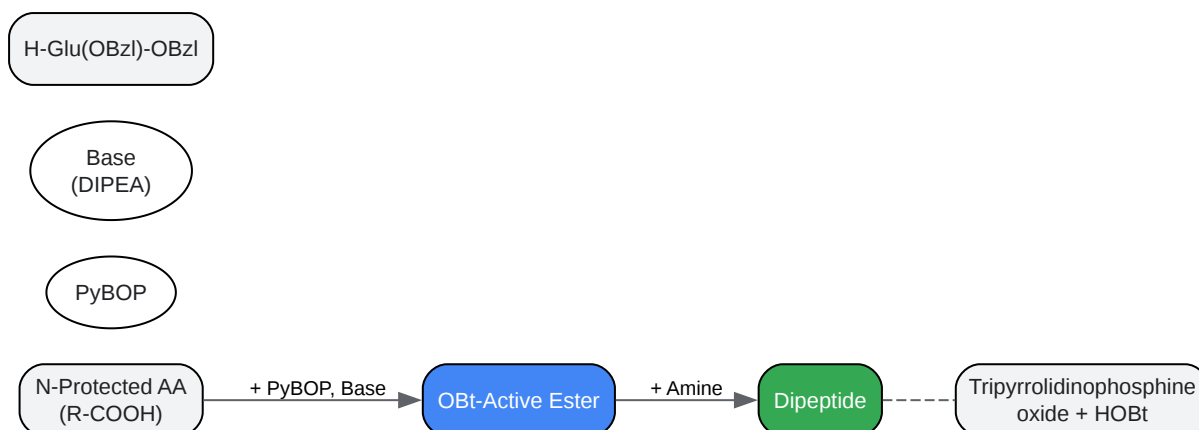 H-Glu(OBzl)-OBzl
Base
(DIPEA)
PyBOP
N-Protected AA
(R-COOH)
+ PyBOP, Base
OBt-Active Ester
+ Amine
Dipeptide
Tripyrrolidinophosphine
oxide + HOBt